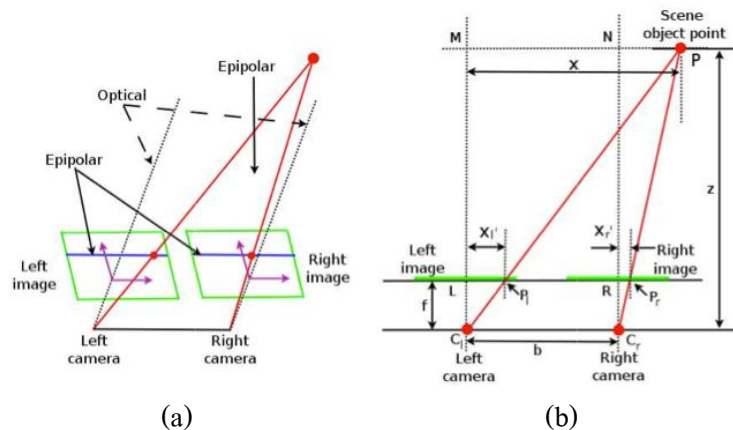 Epipolar
Optical
Epipolar
Left
image
Right
image
Left
camera
Right
camera
(a)
M
N
Scene
object point
P
X
z
Xl'
Xr'
Left
image
Right
image
L
R
f
Pl
Pr
Cl
b
Cr
Left
camera
Right
camera
(b)